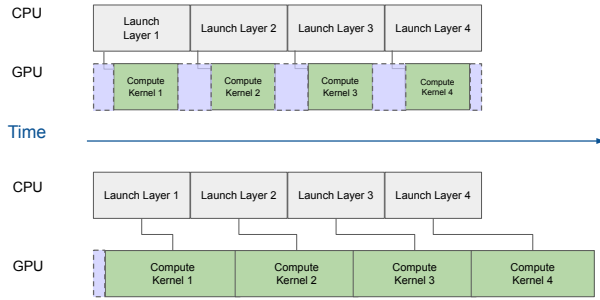 CPU
Launch
Layer 1
Launch Layer 2
Launch Layer 3
Launch Layer 4
GPU
Compute
Kernel 1
Compute
Kernel 2
Compute
Kernel 3
Compute
Kernel 4
Time
CPU
Launch Layer 1
Launch Layer 2
Launch Layer 3
Launch Layer 4
GPU
Compute
Kernel 1
Compute
Kernel 2
Compute
Kernel 3
Compute
Kernel 4